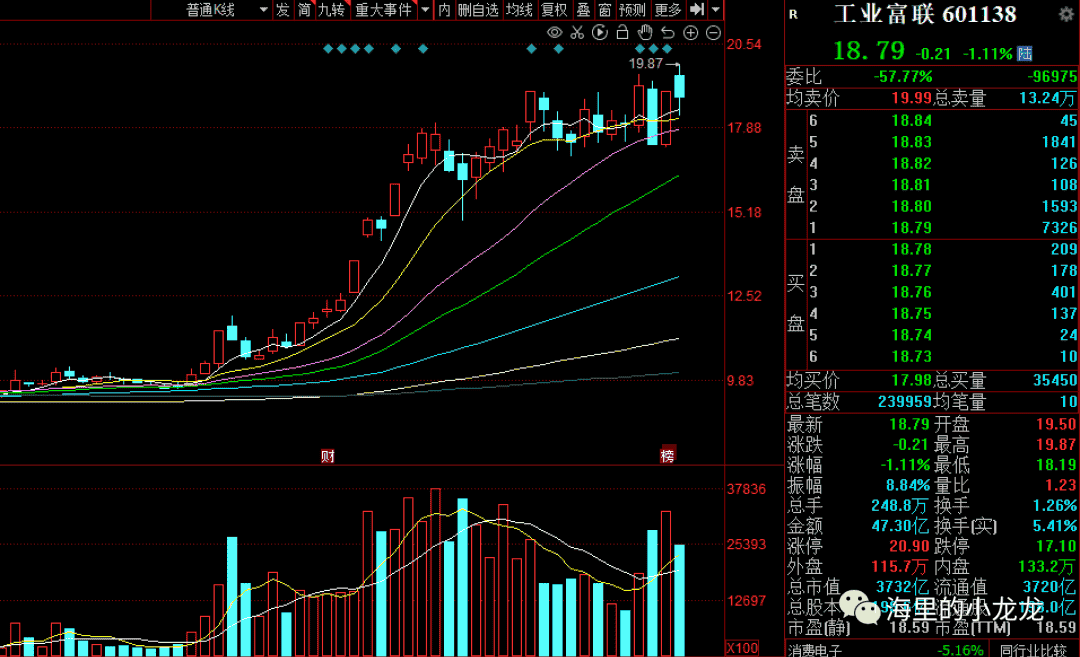 普通K线 发 简 九转 重大事件 内 删自选 均线 复权 叠 窗 预测 更多
R 工业富联 601138
18.79 -0.21 -1.11% 陆
20.54
19.87
17.88
15.18
12.52
9.83
财 榜
37836
25393
12697
X100
委比 -57.77% -96975
均卖价 19.99 总卖量 13.24万
卖盘
6 18.84 45
5 18.83 1841
4 18.82 126
3 18.81 108
2 18.80 1593
1 18.79 7326
买盘
1 18.78 209
2 18.77 178
3 18.76 401
4 18.75 137
5 18.74 24
6 18.73 10
均买价 17.98 总买量 35450
总笔数 239959 均笔量 10
最新 18.79 开盘 19.50
涨跌 -0.21 最高 19.87
涨幅 -1.11% 最低 18.19
振幅 8.84% 量比 1.23
总手 248.8万 换手 1.26%
金额 47.30亿 换手(实) 5.41%
涨停 20.90 跌停 17.10
外盘 115.7万 内盘 133.2万
总市值 3732亿 流通值 3720亿
总股本
海里的小龙龙
市盈(静) 18.59 市盈(TTM) 18.59
消费电子 -5.16% 同行业比较